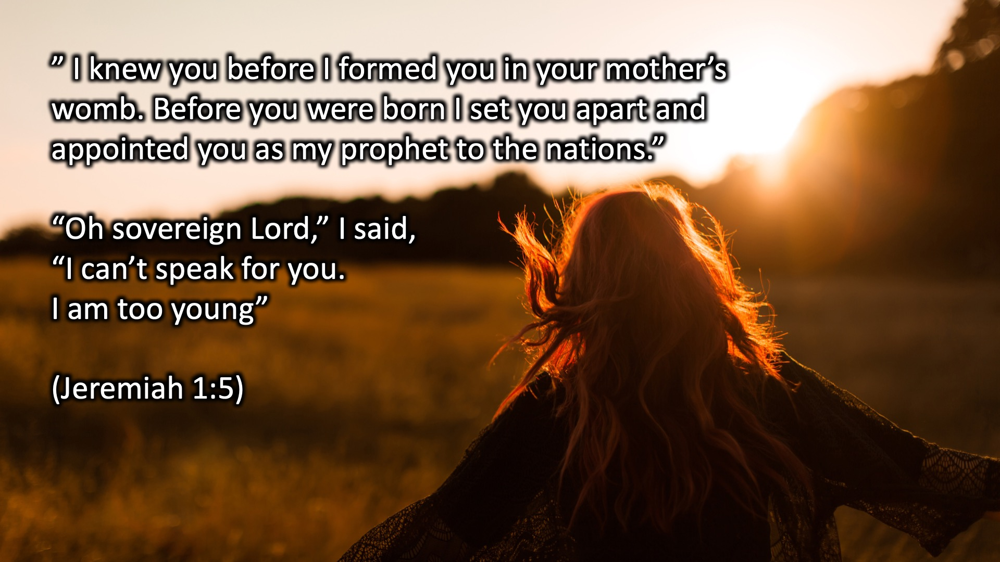 ” I knew you before I formed you in your mother’s
womb. Before you were born I set you apart and
appointed you as my prophet to the nations.”
“Oh sovereign Lord,” I said,
“I can’t speak for you.
I am too young”
(Jeremiah 1:5)